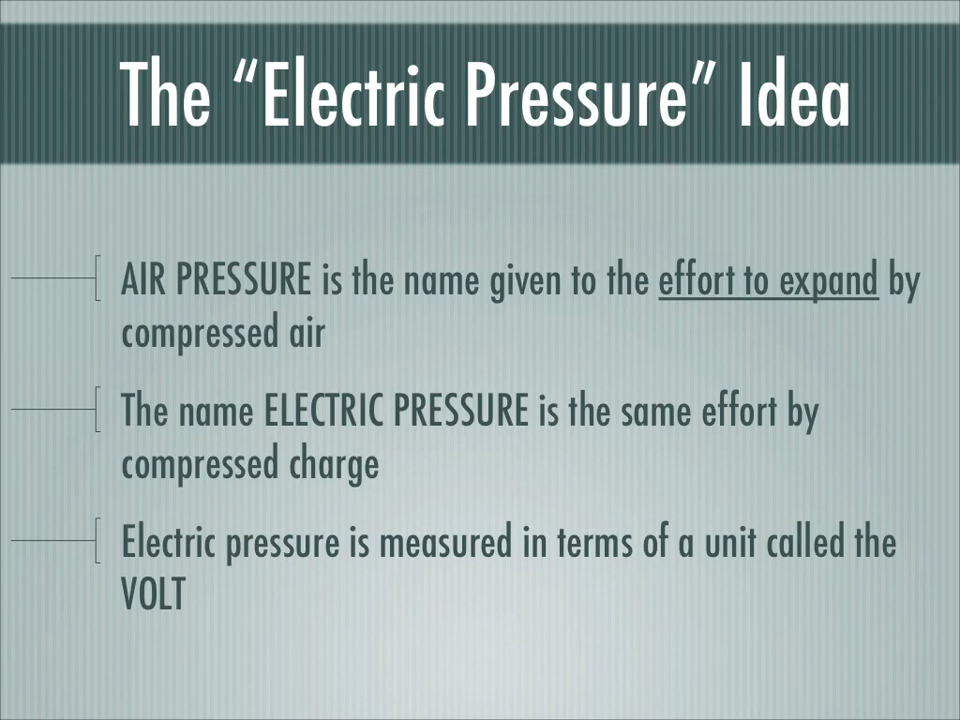 The “Electric Pressure” Idea
AIR PRESSURE is the name given to the effort to expand by
compressed air
The name ELECTRIC PRESSURE is the same effort by
compressed charge
Electric pressure is measured in terms of a unit called the
VOLT